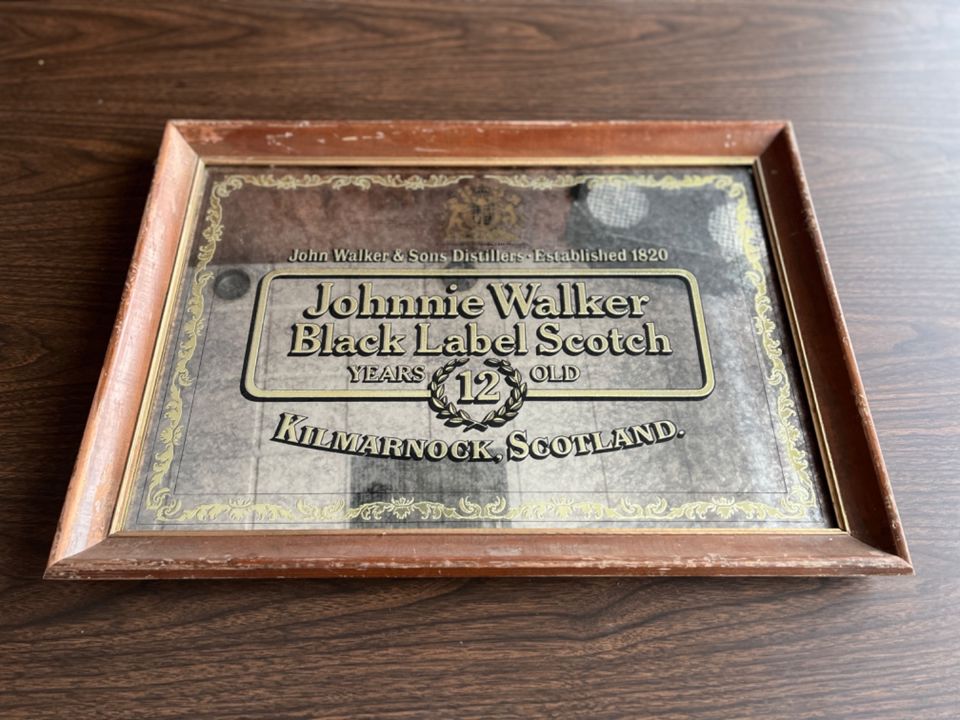 John Walker & Sons Distillers · Established 1820
Johnnie Walker
Black Label Scotch
YEARS 12 OLD
KILMARNOCK, SCOTLAND.